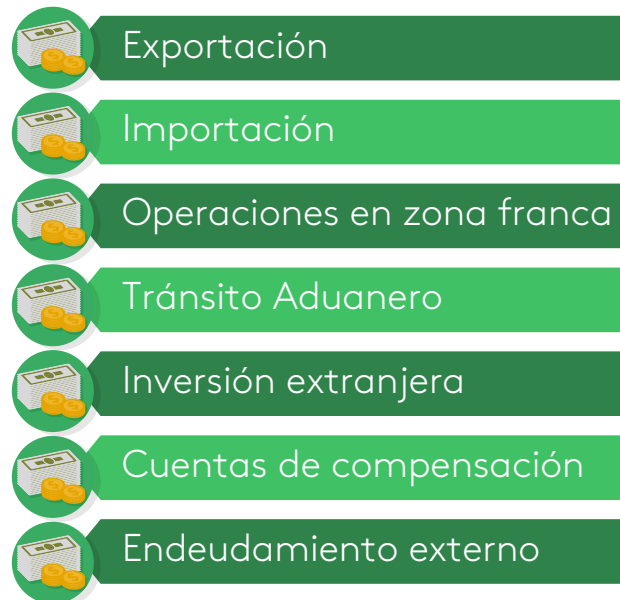 Exportación
Importación
Operaciones en zona franca
Tránsito Aduanero
Inversión extranjera
Cuentas de compensación
Endeudamiento externo